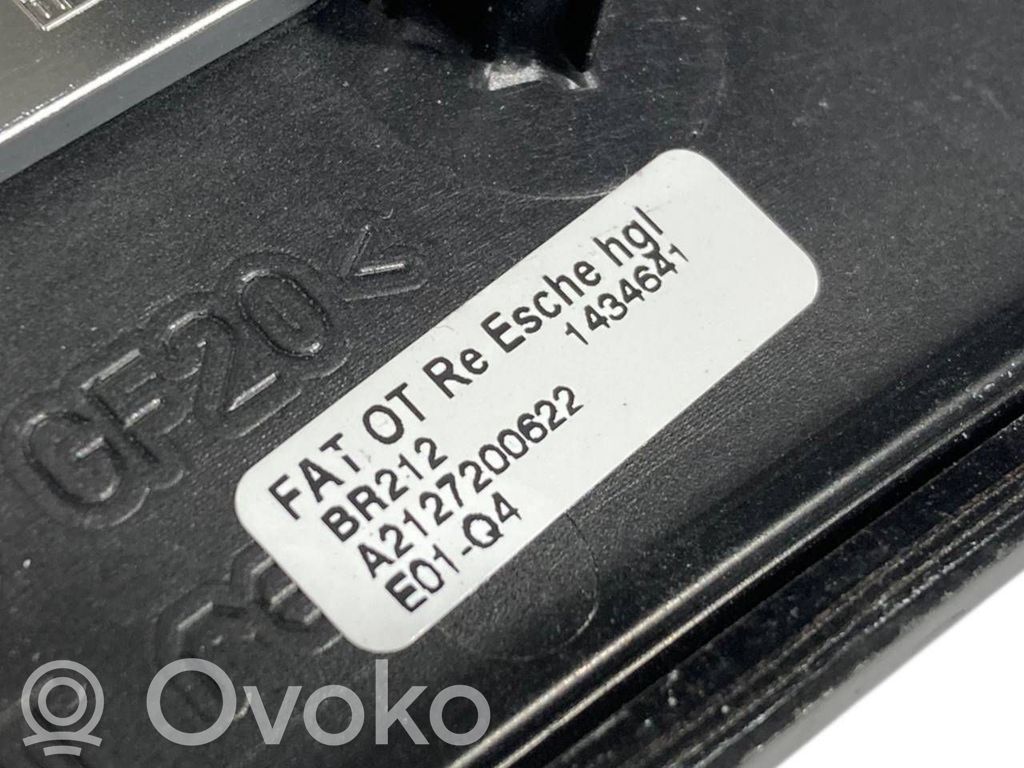 FAT OT Re Esche hgl
1434641
BR212
A2127200622
E01-Q4
GF20<
Ovoko